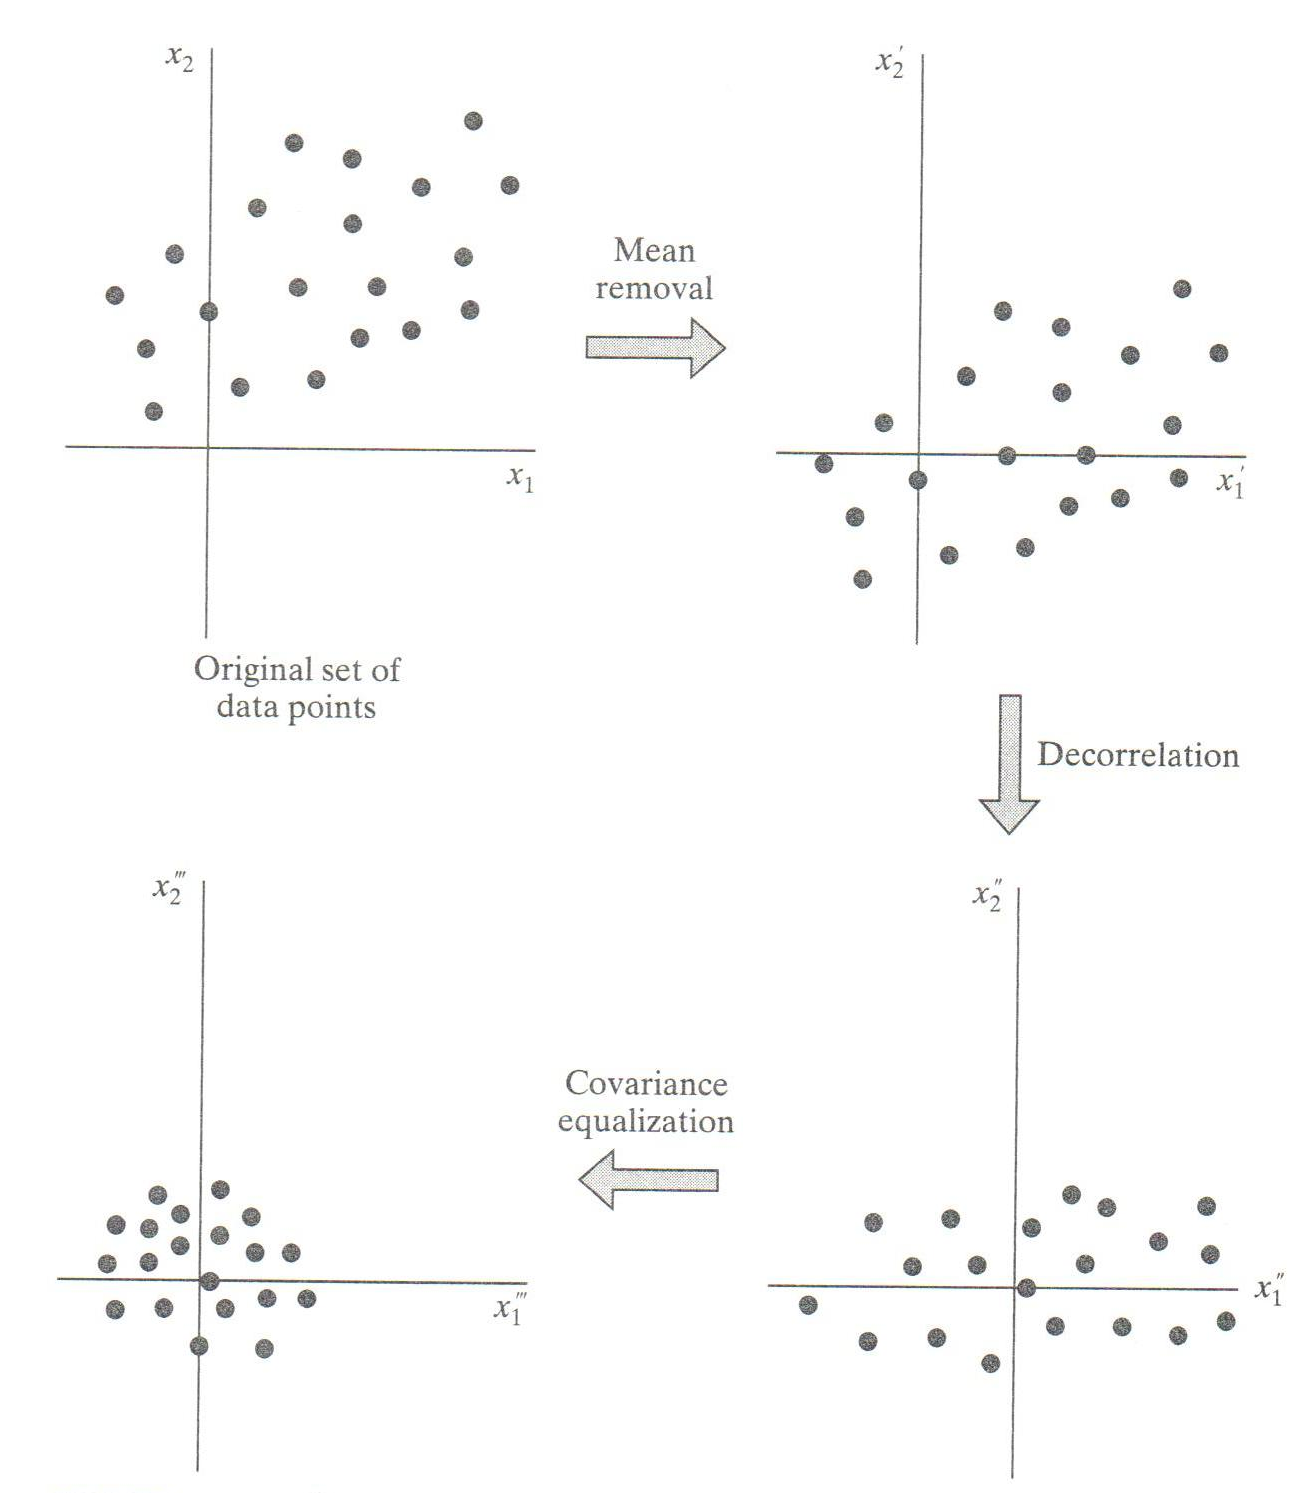 x₂
x₂′
Mean
removal
x₁
x₁′
Original set of
data points
Decorrelation
x₂‴
x₂″
Covariance
equalization
x₁‴
x₁″